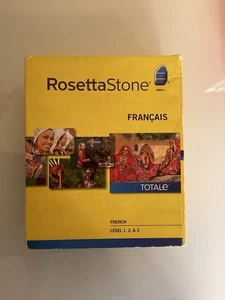 RosettaStone
FRANÇAIS
TOTALe
FRENCH
LEVEL 1, 2, & 3